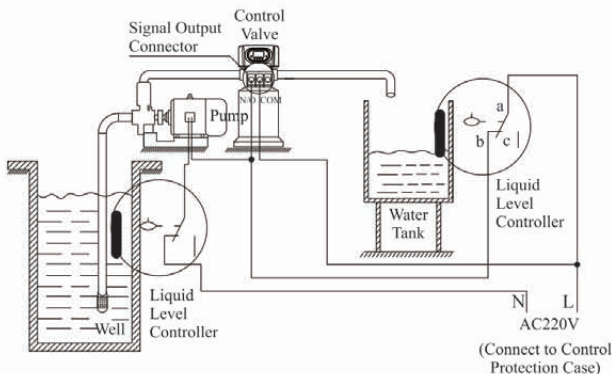 Signal Output
Connector
Control
Valve
N/O COM
Pump
a
b
c
Liquid
Level
Controller
Water
Tank
Well
Liquid
Level
Controller
N
L
AC220V
(Connect to Control
Protection Case)